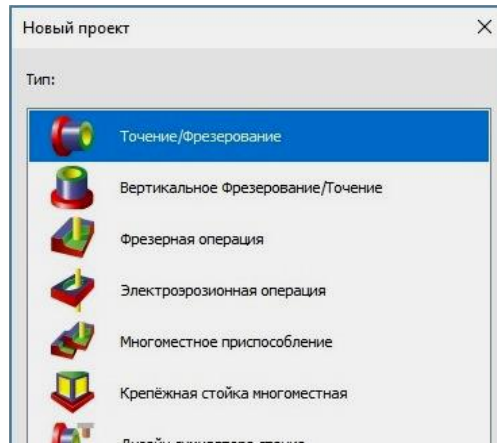 Новый проект
Тип:
Точение/Фрезерование
Вертикальное Фрезерование/Точение
Фрезерная операция
Электроэрозионная операция
Многоместное приспособление
Крепёжная стойка многоместная